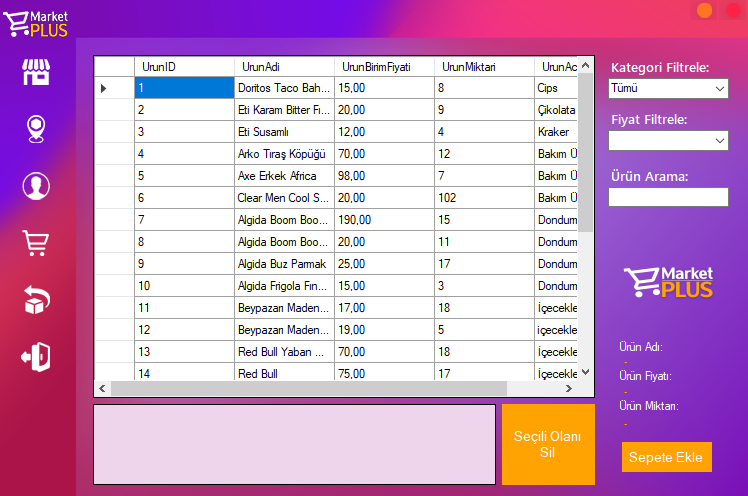 Market
PLUS
UrunID UrunAdi UrunBirimFiyati UrunMiktari UrunAc
1 Doritos Taco Bah... 15,00 8 Cips
2 Eti Karam Bitter Fı... 20,00 9 Çikolata
3 Eti Susamlı 12,00 4 Kraker
4 Arko Tıraş Köpüğü 70,00 12 Bakım Ü
5 Axe Erkek Africa 98,00 7 Bakım Ü
6 Clear Men Cool S... 20,00 102 Bakım Ü
7 Algida Boom Boo... 190,00 15 Dondum
8 Algida Boom Boo... 20,00 11 Dondum
9 Algida Buz Parmak 25,00 17 Dondum
10 Algida Frigola Fın... 15,00 3 Dondum
11 Beypazarı Maden... 17,00 18 İçecekle
12 Beypazarı Maden... 19,00 5 içecekle
13 Red Bull Yaban ... 70,00 18 İçecekle
14 Red Bull 75,00 17 İçecekle
Kategori Filtrele:
Tümü
Fiyat Filtrele:
Ürün Arama:
Market
PLUS
Ürün Adı:
-
Ürün Fiyatı:
-
Ürün Miktarı:
-
Seçili Olanı
Sil
Sepete Ekle